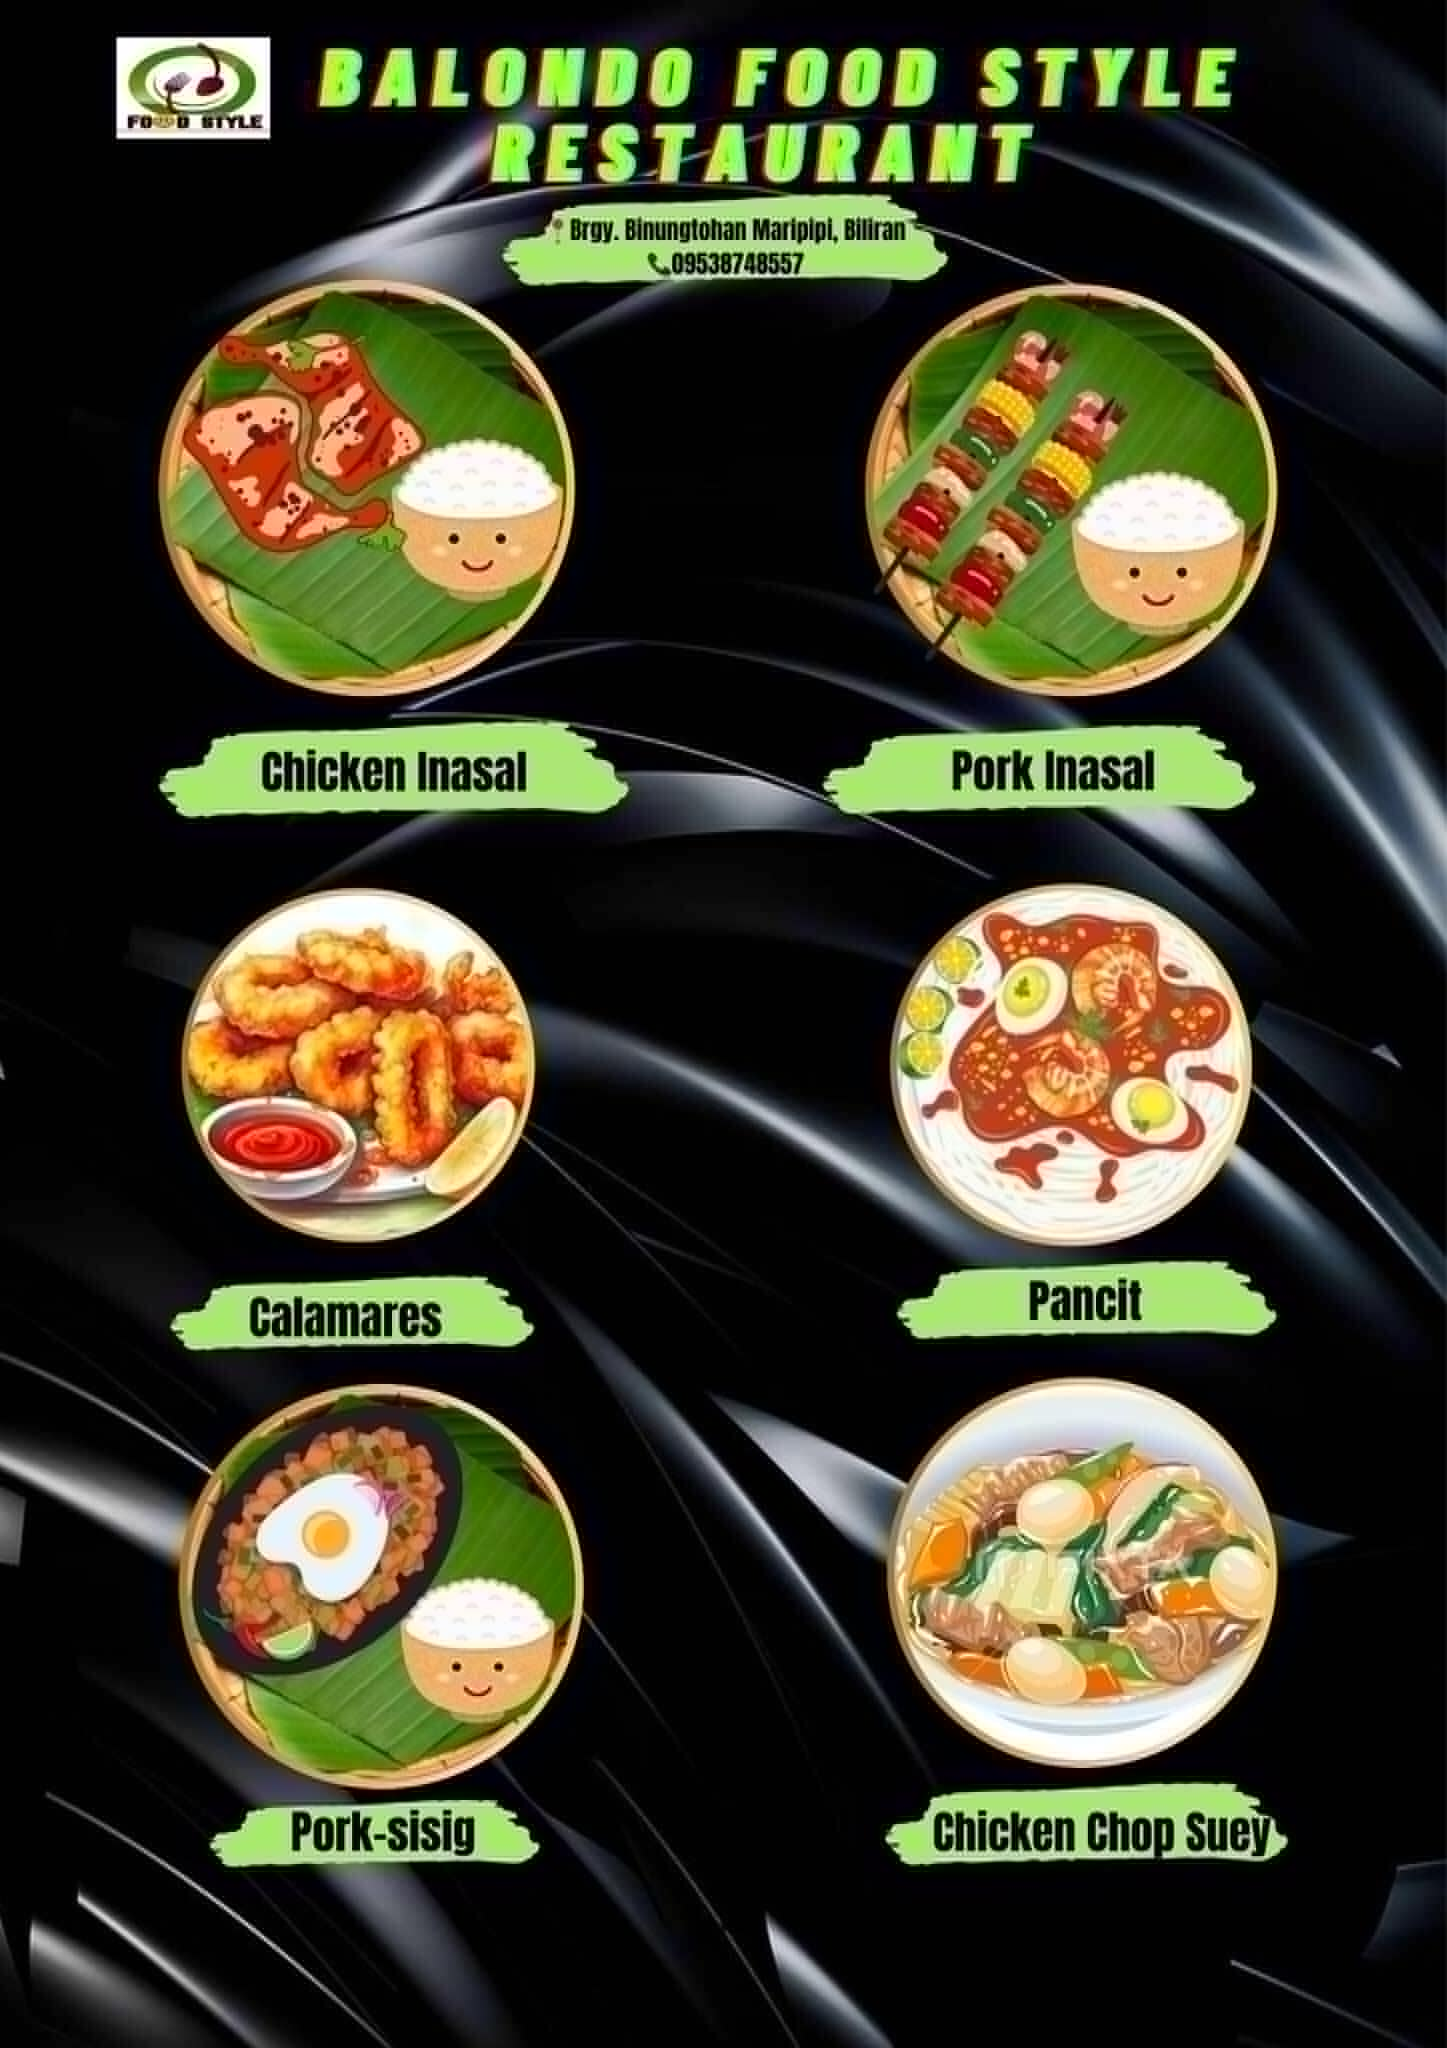 FOOD STYLE
BALONDO FOOD STYLE
RESTAURANT
Brgy. Binungtohan Maripipi, Biliran
09538748557
Chicken Inasal
Pork Inasal
Calamares
Pancit
Pork-sisig
Chicken Chop Suey